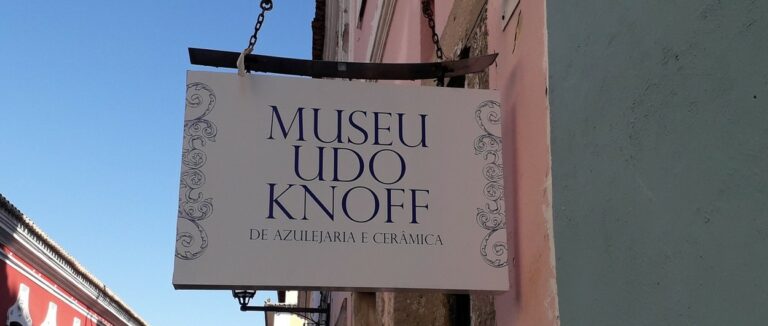 MUSEU
UDO
KNOFF
DE AZULEJARIA E CERÂMICA